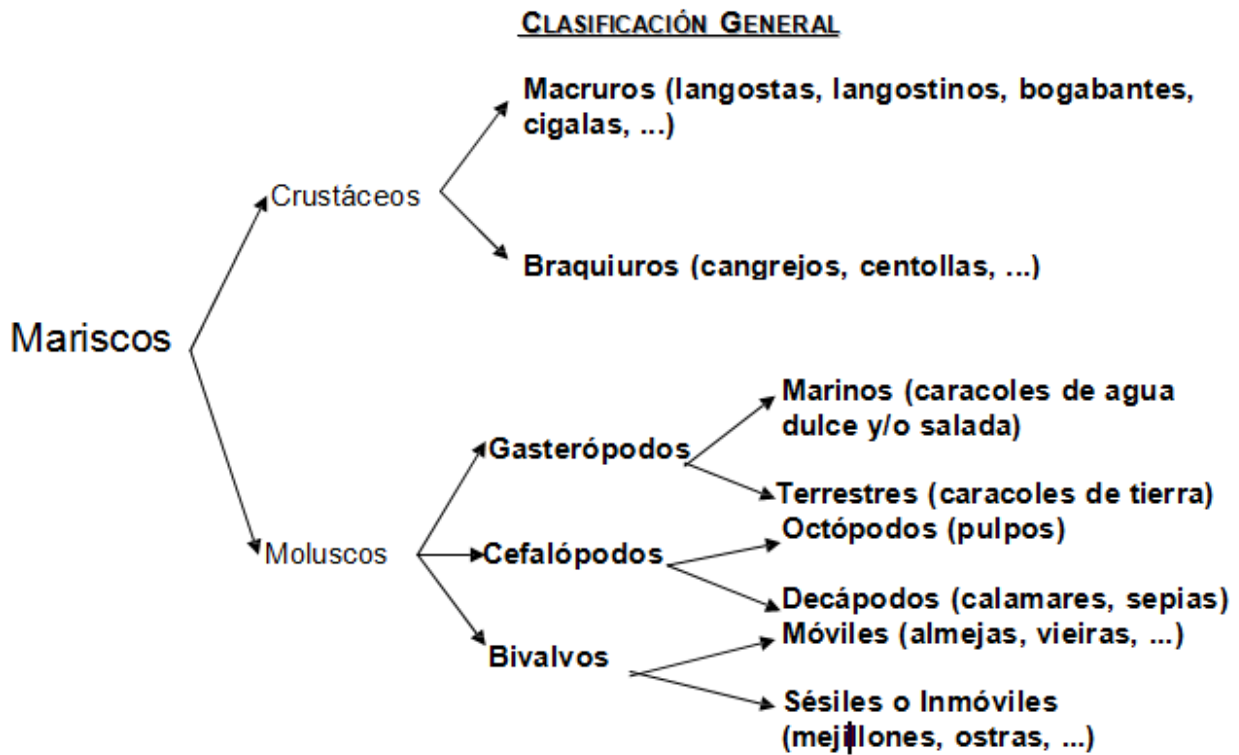 CLASIFICACIÓN GENERAL
Macruros (langostas, langostinos, bogabantes,
cigalas, ...)
Crustáceos
Braquiuros (cangrejos, centollas, ...)
Mariscos
Marinos (caracoles de agua
dulce y/o salada)
Gasterópodos
Terrestres (caracoles de tierra)
Octópodos (pulpos)
Moluscos
Cefalópodos
Decápodos (calamares, sepias)
Móviles (almejas, vieiras, ...)
Bivalvos
Sésiles o Inmóviles
(mejillones, ostras, ...)